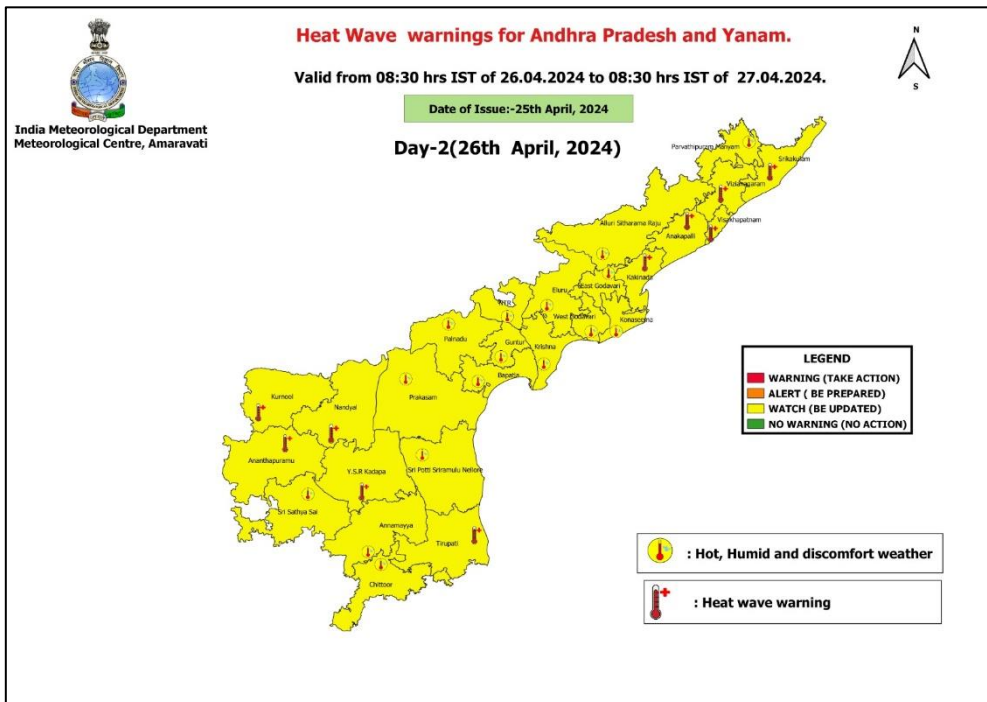 Heat Wave warnings for Andhra Pradesh and Yanam.
N
S
Valid from 08:30 hrs IST of 26.04.2024 to 08:30 hrs IST of 27.04.2024.
Date of Issue:-25th April, 2024
India Meteorological Department
Meteorological Centre, Amaravati
Day-2(26th April, 2024)
Parvathipuram Manyam
Srikakulam
Vizianagaram
Visakhapatnam
Alluri Sitharama Raju
Anakapalli
Kakinada
East Godavari
Eluru
NTR
West Godavari
Konaseema
Palnadu
Guntur
Krishna
Bapatla
Prakasam
Kurnool
Nandyal
Ananthapuramu
Y.S.R Kadapa
Sri Potti Sriramulu Nellore
Sri Sathya Sai
Annamayya
Tirupati
Chittoor
LEGEND
WARNING (TAKE ACTION)
ALERT ( BE PREPARED)
WATCH (BE UPDATED)
NO WARNING (NO ACTION)
: Hot, Humid and discomfort weather
: Heat wave warning